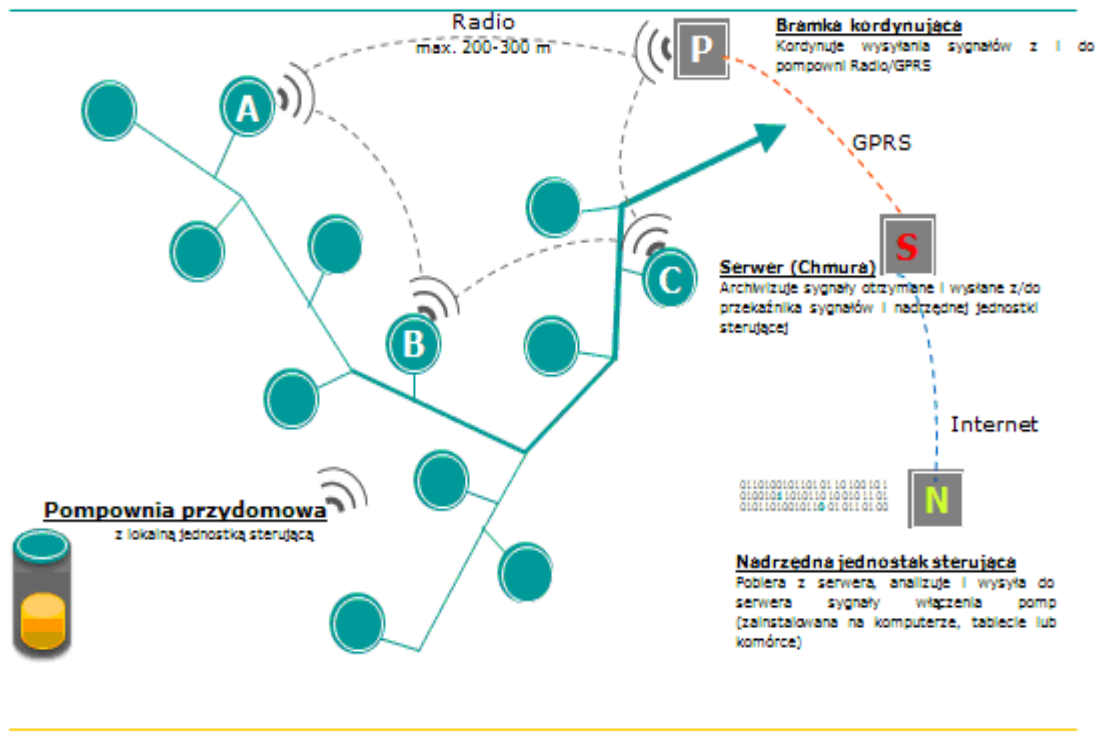 Radio
max. 200-300 m
P
Bramka kordynująca
Kordynuje wysyłania sygnałów z i do
pompowni Radio/GPRS
A
GPRS
S
Serwer (Chmura)
Archiwizuje sygnały otrzymane i wysłane z/do
przekaźnika sygnałów i nadrzędnej jednostki
sterującej
C
B
Internet
N
Pompownia przydomowa
z lokalną jednostką sterującą
Nadrzędna jednostak sterująca
Pobiera z serwera, analizuje i wysyła do
serwera sygnały włączenia pomp
(zainstalowana na komputerze, tablecie lub
komórce)